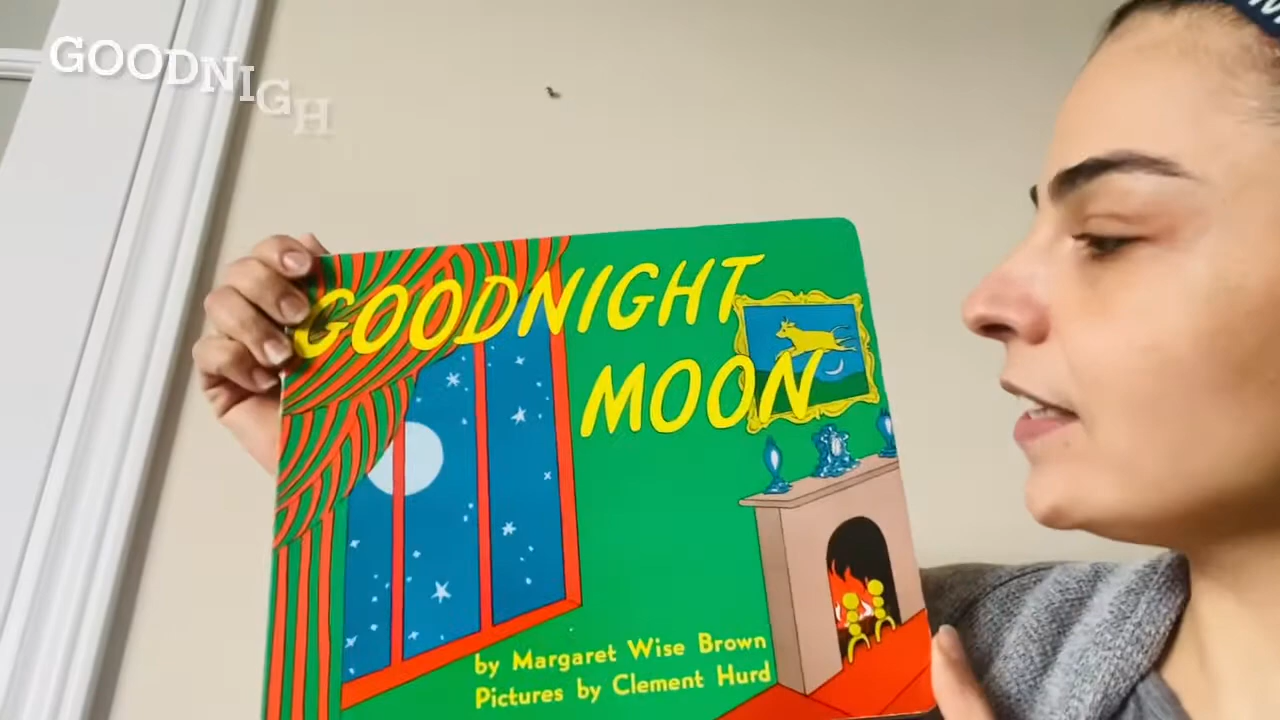 GOODNIGH
GOODNIGHT
MOON
by Margaret Wise Brown
Pictures by Clement Hurd